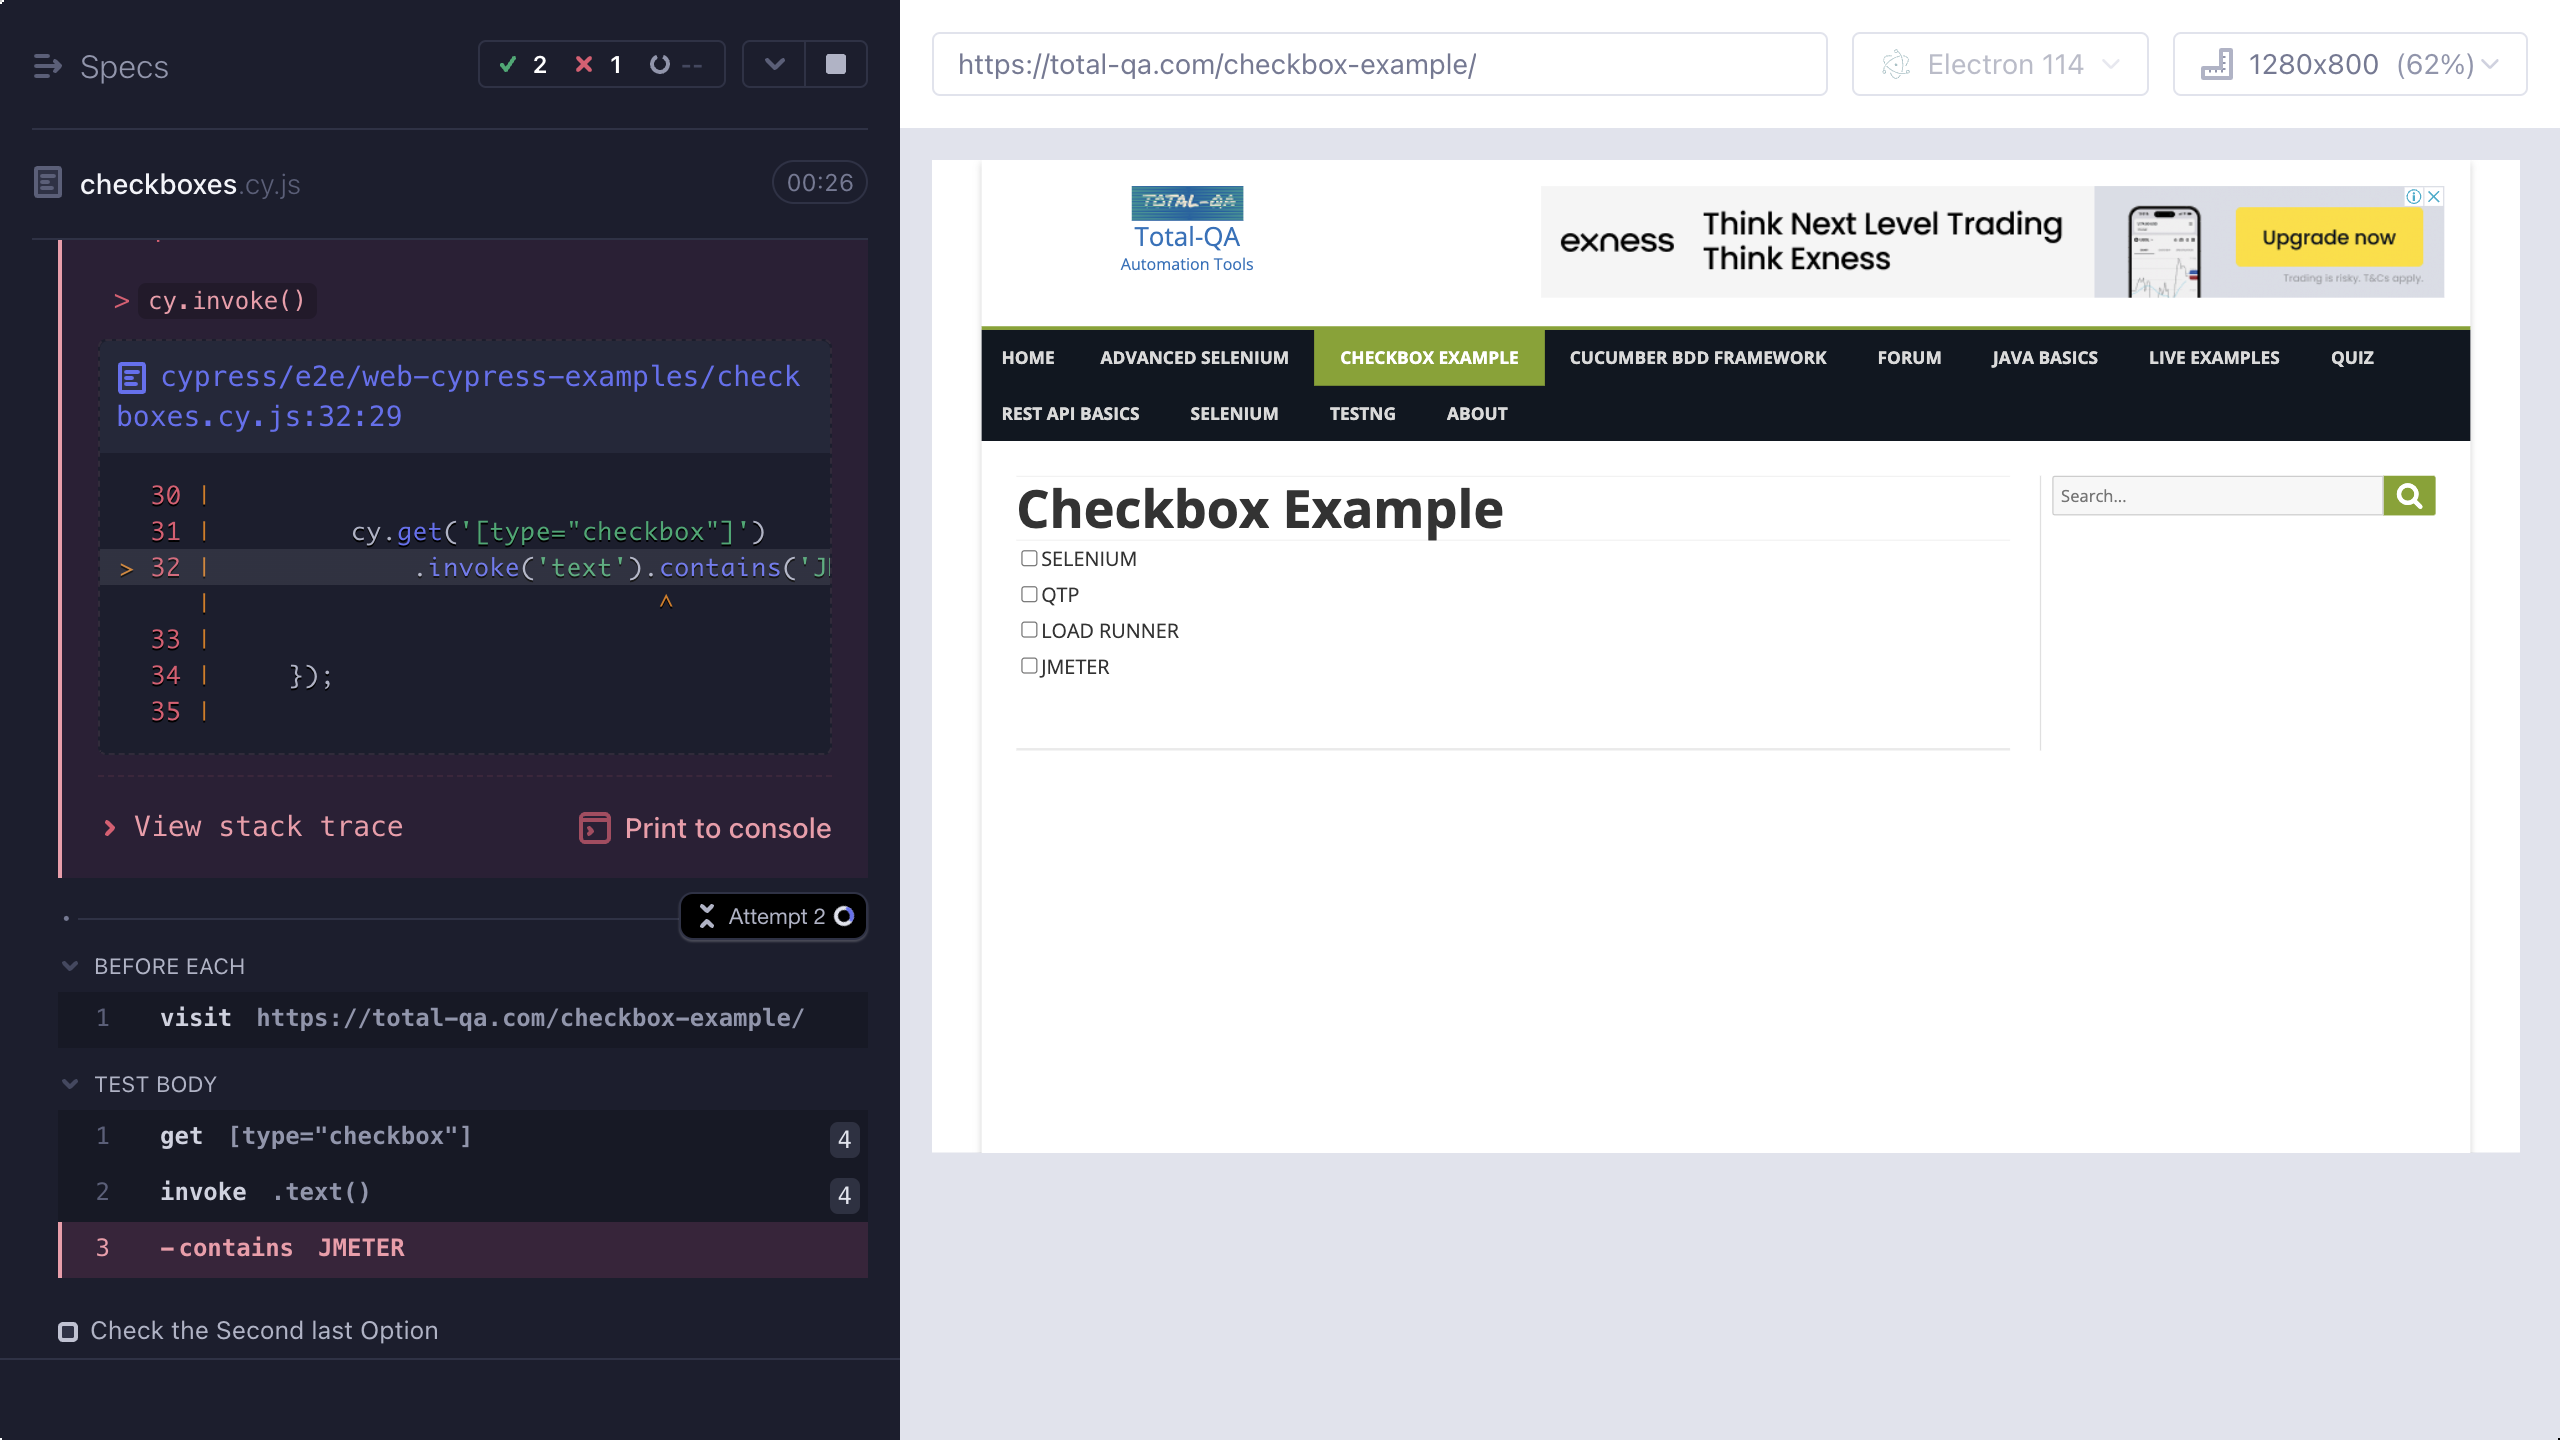 Specs
2
1
--
checkboxes.cy.js
00:26
> cy.invoke()
cypress/e2e/web-cypress-examples/check
boxes.cy.js:32:29
30 |
31 | cy.get('[type="checkbox"]')
> 32 | .invoke('text').contains('J
| ^
33 |
34 | });
35 |
View stack trace
Print to console
Attempt 2
BEFORE EACH
1 visit https://total-qa.com/checkbox-example/
TEST BODY
1 get [type="checkbox"] 4
2 invoke .text() 4
3 -contains JMETER
Check the Second last Option
https://total-qa.com/checkbox-example/
Electron 114
1280x800 (62%)
TOTAL-QA
Total-QA
Automation Tools
exness
Think Next Level Trading
Think Exness
Upgrade now
Trading is risky. T&Cs apply.
HOME ADVANCED SELENIUM CHECKBOX EXAMPLE CUCUMBER BDD FRAMEWORK FORUM JAVA BASICS LIVE EXAMPLES QUIZ
REST API BASICS SELENIUM TESTNG ABOUT
Checkbox Example
Search...
SELENIUM
QTP
LOAD RUNNER
JMETER